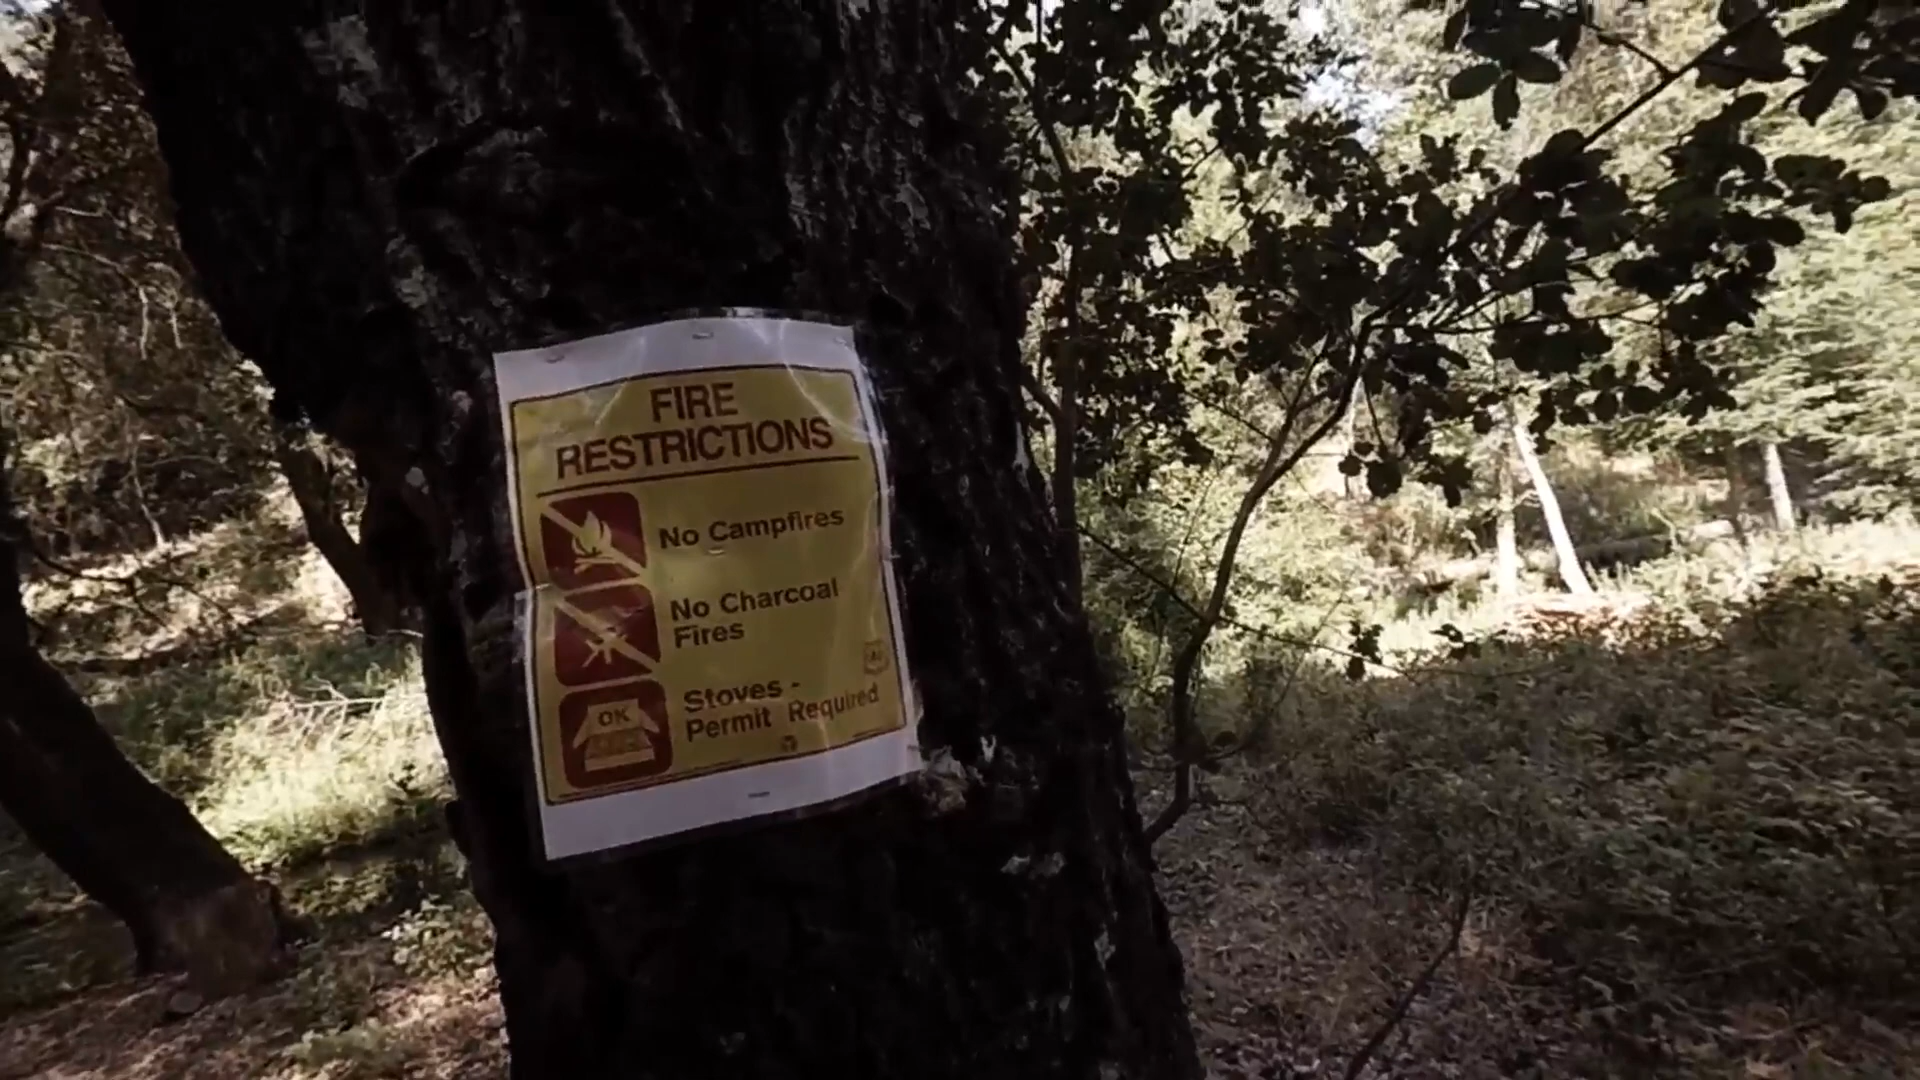 FIRE
RESTRICTIONS
No Campfires
No Charcoal
Fires
Stoves -
Permit Required
OK